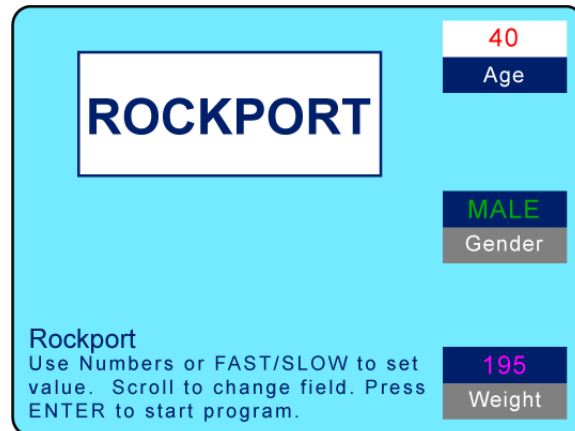 40
Age
ROCKPORT
MALE
Gender
Rockport
Use Numbers or FAST/SLOW to set
value. Scroll to change field. Press
ENTER to start program.
195
Weight